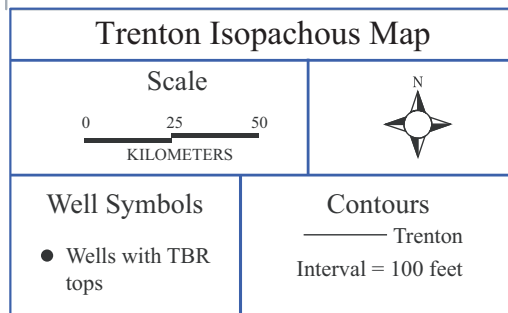 Trenton Isopachous Map
Scale
0 25 50
KILOMETERS
N
Well Symbols
Wells with TBR
tops
Contours
Trenton
Interval = 100 feet